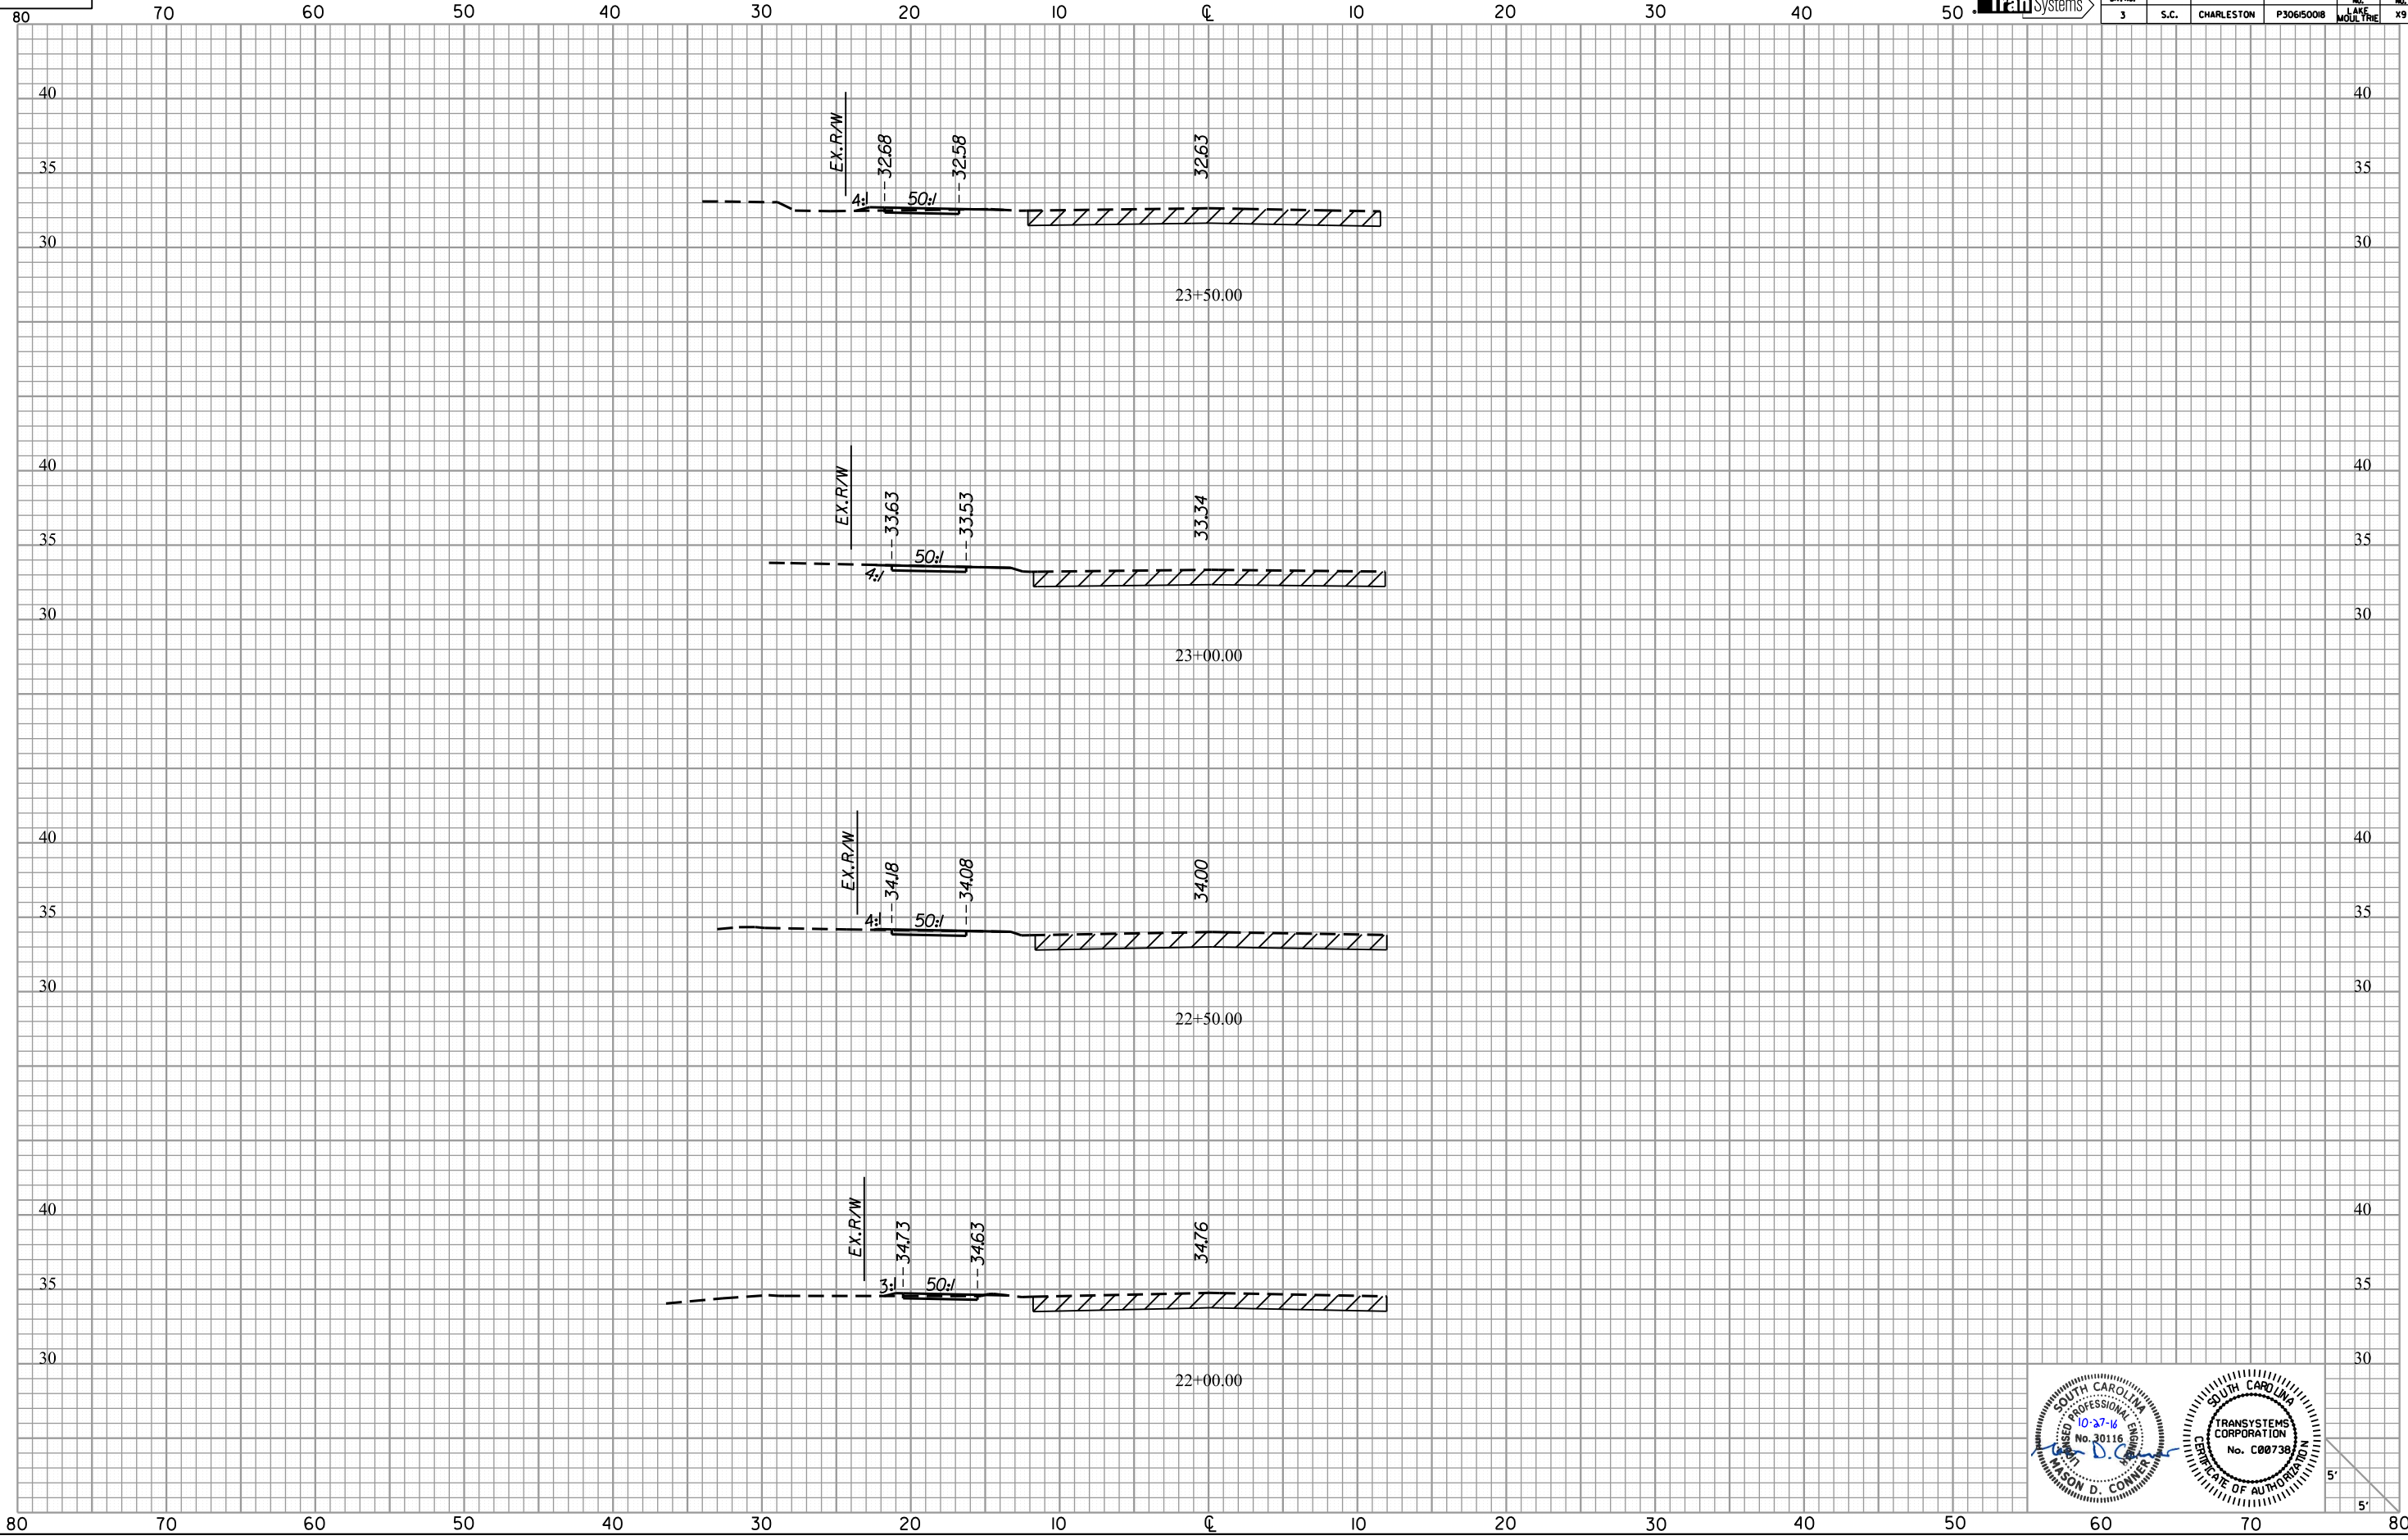 80 70 60 50 40 30 20 10 ℄ 10 20 30 40 50
TranSystems
3 S.C. CHARLESTON P306150018 LAKE MOULTRIE X9
40 40
35 35
30 30
EX.R/W
32.68
32.58
32.63
4:1
50:1
23+50.00
40 40
35 35
30 30
EX.R/W
33.63
33.53
33.34
50:1
4:1
23+00.00
40 40
35 35
30 30
EX.R/W
34.18
34.08
34.00
4:1
50:1
22+50.00
40 40
35 35
30 30
EX.R/W
34.73
34.63
34.76
3:1
50:1
22+00.00
SOUTH CAROLINA
LICENSED PROFESSIONAL ENGINEER
10-27-16
No. 30116
MASON D. CONNER
SOUTH CAROLINA
TRANSYSTEMS
CORPORATION
No. C00738
CERTIFICATE OF AUTHORIZATION
5'
5'
80 70 60 50 40 30 20 10 ℄ 10 20 30 40 50 60 70 80